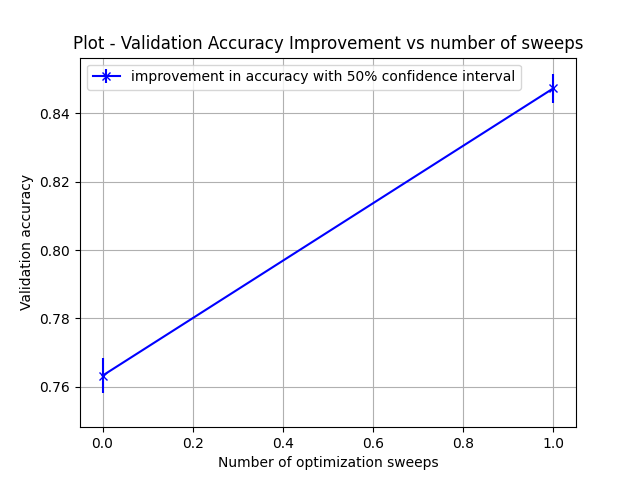 Plot - Validation Accuracy Improvement vs number of sweeps
improvement in accuracy with 50% confidence interval
Validation accuracy
0.84
0.82
0.80
0.78
0.76
0.0 0.2 0.4 0.6 0.8 1.0
Number of optimization sweeps